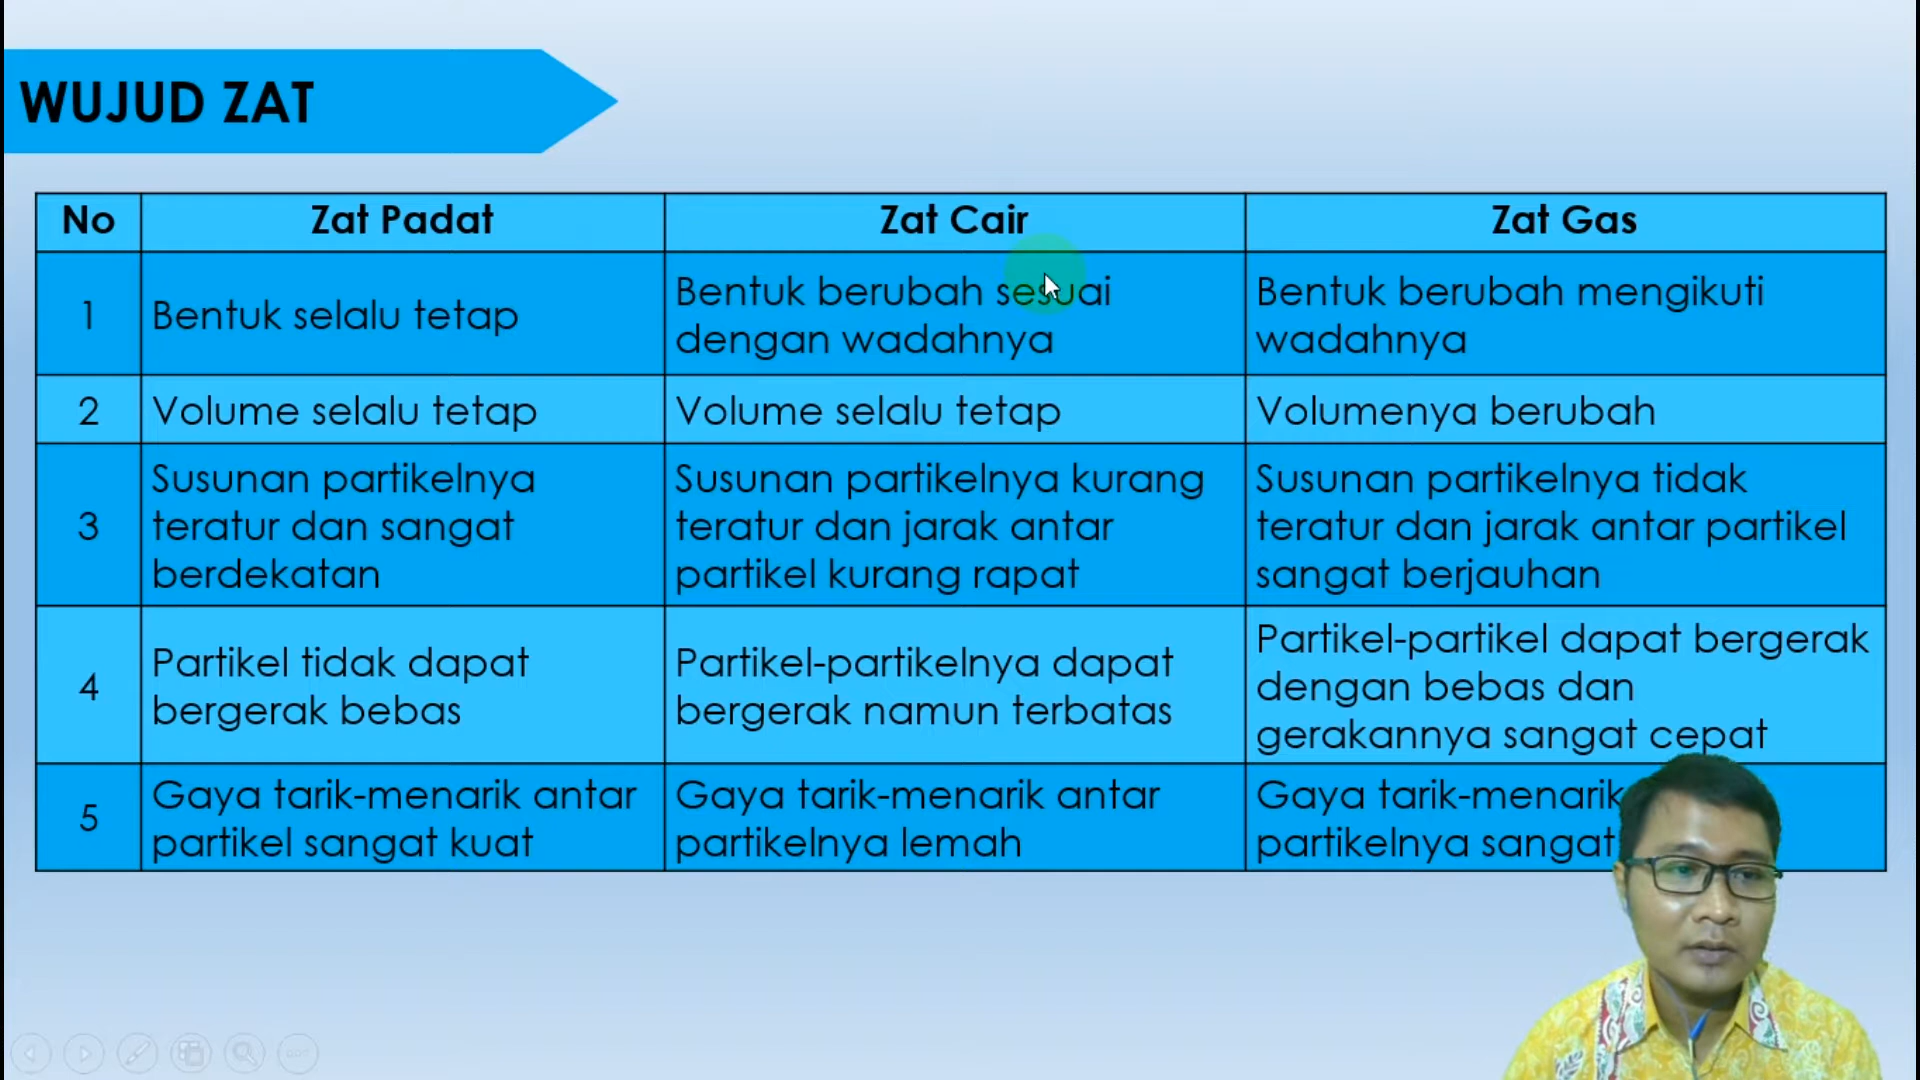 WUJUD ZAT
No
Zat Padat
Zat Cair
Zat Gas
1
Bentuk selalu tetap
Bentuk berubah sesuai
dengan wadahnya
Bentuk berubah mengikuti
wadahnya
2
Volume selalu tetap
Volume selalu tetap
Volumenya berubah
3
Susunan partikelnya
teratur dan sangat
berdekatan
Susunan partikelnya kurang
teratur dan jarak antar
partikel kurang rapat
Susunan partikelnya tidak
teratur dan jarak antar partikel
sangat berjauhan
4
Partikel tidak dapat
bergerak bebas
Partikel-partikelnya dapat
bergerak namun terbatas
Partikel-partikel dapat bergerak
dengan bebas dan
gerakannya sangat cepat
5
Gaya tarik-menarik antar
partikel sangat kuat
Gaya tarik-menarik antar
partikelnya lemah
Gaya tarik-menarik
partikelnya sangat